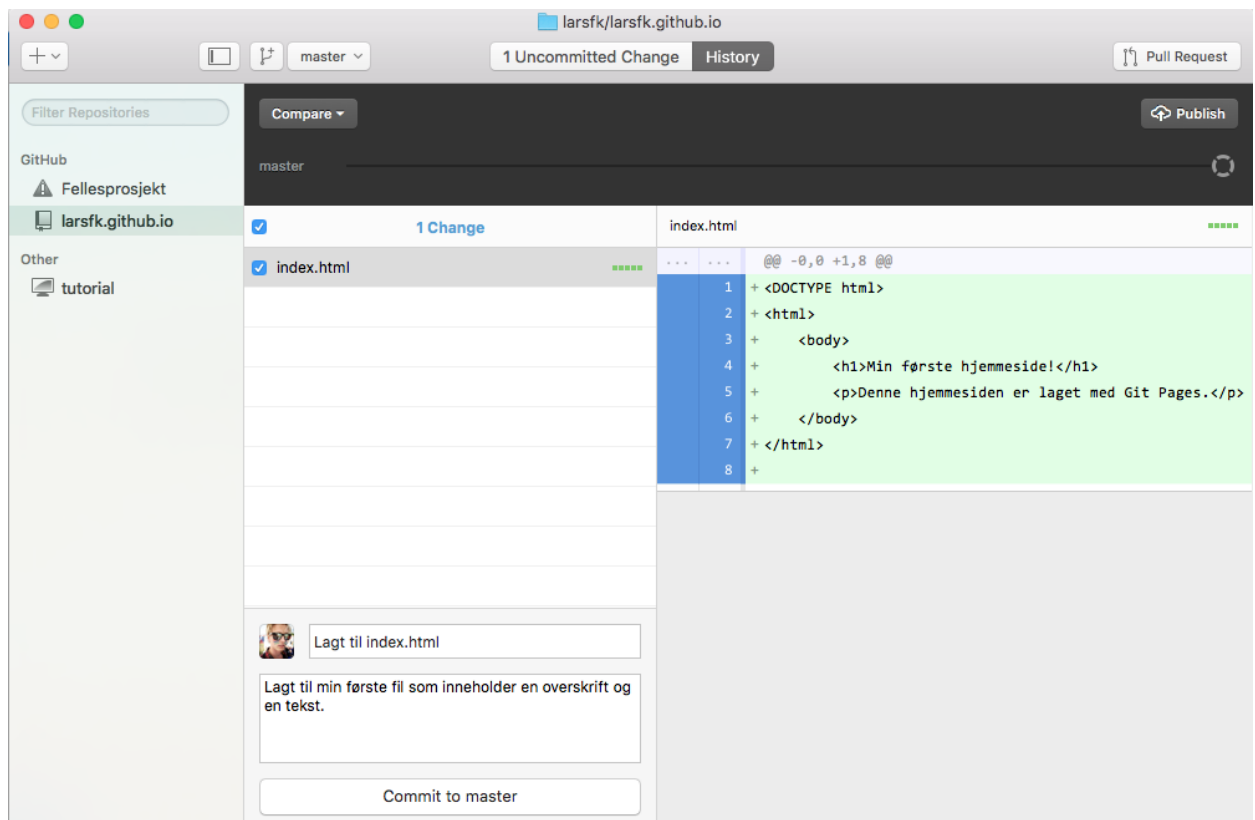 larsfk/larsfk.github.io
master
1 Uncommitted Change
History
Pull Request
Filter Repositories
GitHub
Fellesprosjekt
larsfk.github.io
Other
tutorial
Compare
Publish
master
1 Change
index.html
Lagt til index.html
Lagt til min første fil som inneholder en overskrift og
en tekst.
Commit to master
index.html
... ... @@ -0,0 +1,8 @@
1 + <DOCTYPE html>
2 + <html>
3 + <body>
4 + <h1>Min første hjemmeside!</h1>
5 + <p>Denne hjemmesiden er laget med Git Pages.</p>
6 + </body>
7 + </html>
8 +